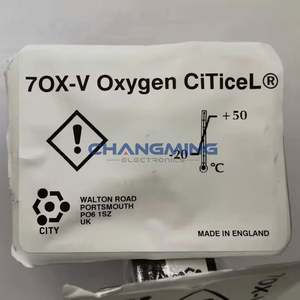 7OX-V Oxygen CiTiceL®
+50
CHANGMING
ELECTRONICS
-20
°C
CITY
WALTON ROAD
PORTSMOUTH
PO6 1SZ
UK
MADE IN ENGLAND